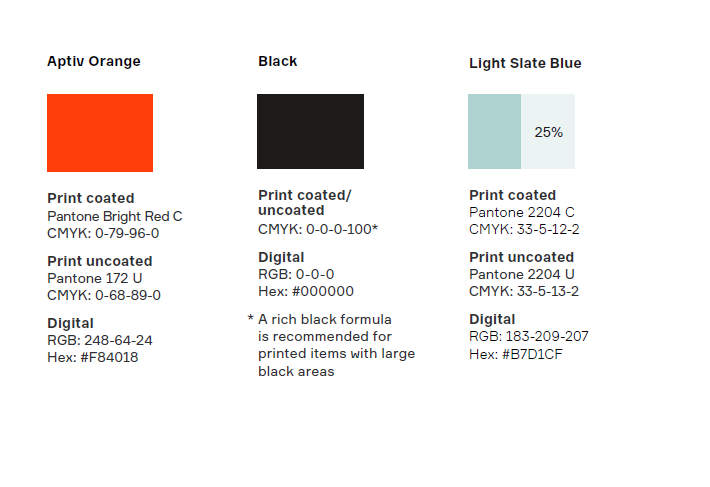 Aptiv Orange
Print coated
Pantone Bright Red C
CMYK: 0-79-96-0
Print uncoated
Pantone 172 U
CMYK: 0-68-89-0
Digital
RGB: 248-64-24
Hex: #F84018
Black
Print coated/
uncoated
CMYK: 0-0-0-100*
Digital
RGB: 0-0-0
Hex: #000000
* A rich black formula
is recommended for
printed items with large
black areas
Light Slate Blue
25%
Print coated
Pantone 2204 C
CMYK: 33-5-12-2
Print uncoated
Pantone 2204 U
CMYK: 33-5-13-2
Digital
RGB: 183-209-207
Hex: #B7D1CF